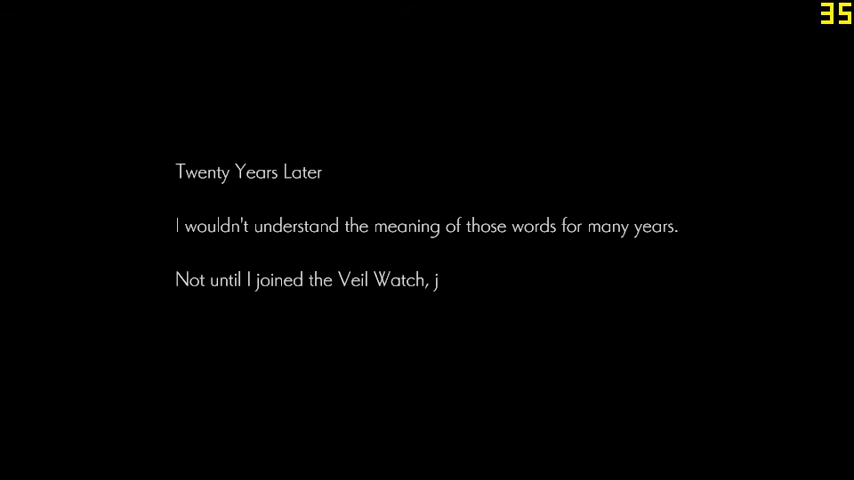 35
Twenty Years Later
I wouldn't understand the meaning of those words for many years.
Not until I joined the Veil Watch, j